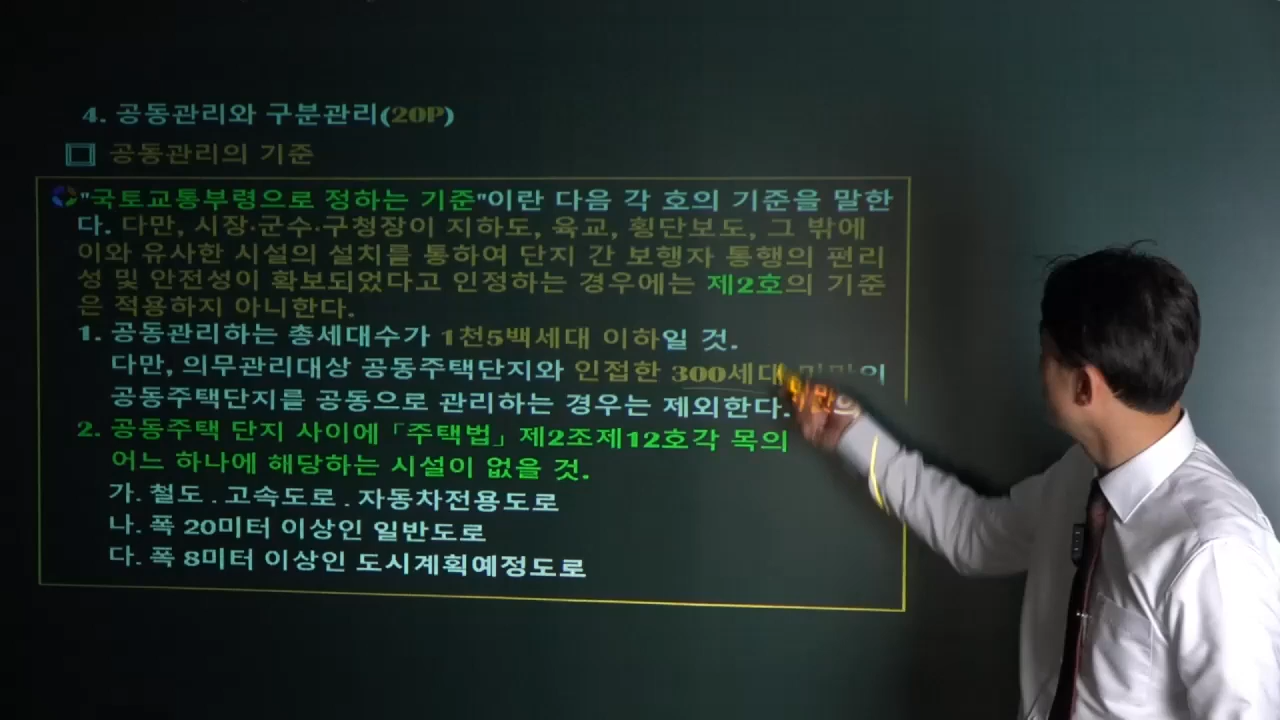 4. 공동관리와 구분관리(20P)
공동관리의 기준
"국토교통부령으로 정하는 기준"이란 다음 각 호의 기준을 말한
다. 다만, 시장·군수·구청장이 지하도, 육교, 횡단보도, 그 밖에
이와 유사한 시설의 설치를 통하여 단지 간 보행자 통행의 편리
성 및 안전성이 확보되었다고 인정하는 경우에는 제2호의 기준
은 적용하지 아니한다.
1. 공동관리하는 총세대수가 1천5백세대 이하일 것.
다만, 의무관리대상 공동주택단지와 인접한 300세대 미만의
공동주택단지를 공동으로 관리하는 경우는 제외한다.
2. 공동주택 단지 사이에「주택법」제2조제12호각 목의
어느 하나에 해당하는 시설이 없을 것.
가. 철도 . 고속도로 . 자동차전용도로
나. 폭 20미터 이상인 일반도로
다. 폭 8미터 이상인 도시계획예정도로